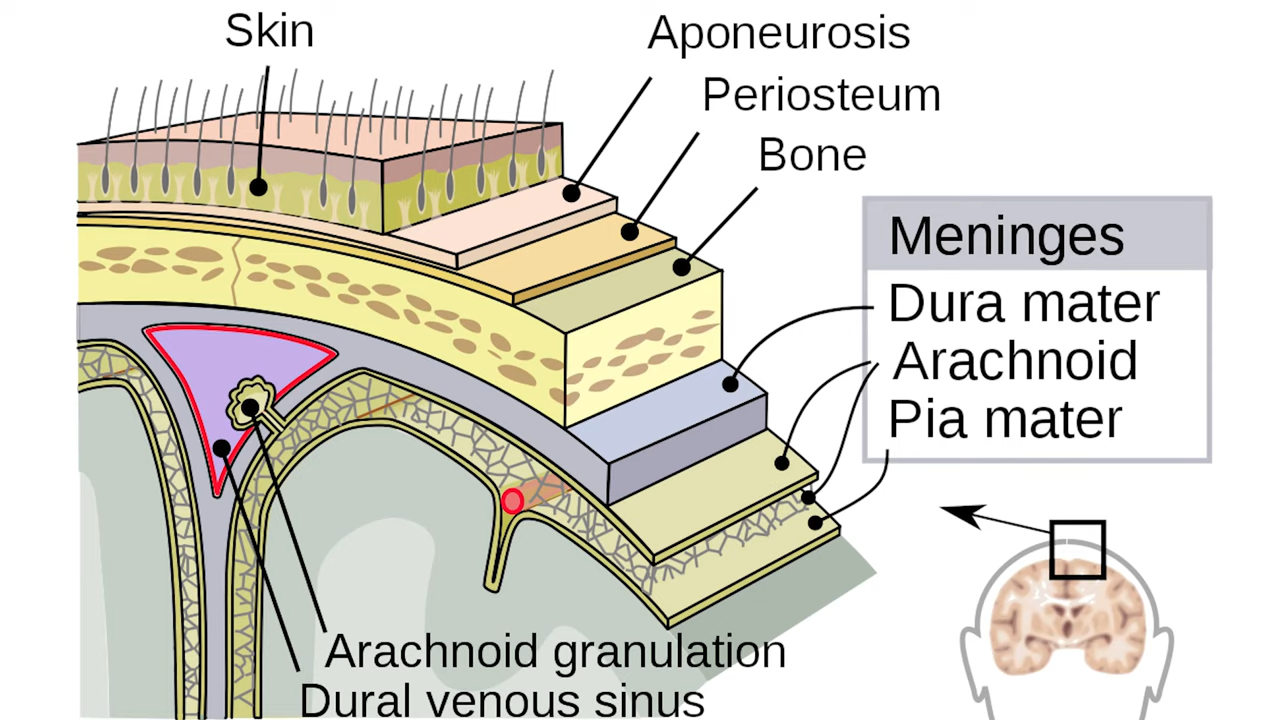 Skin
Aponeurosis
Periosteum
Bone
Meninges
Dura mater
Arachnoid
Pia mater
Arachnoid granulation
Dural venous sinus